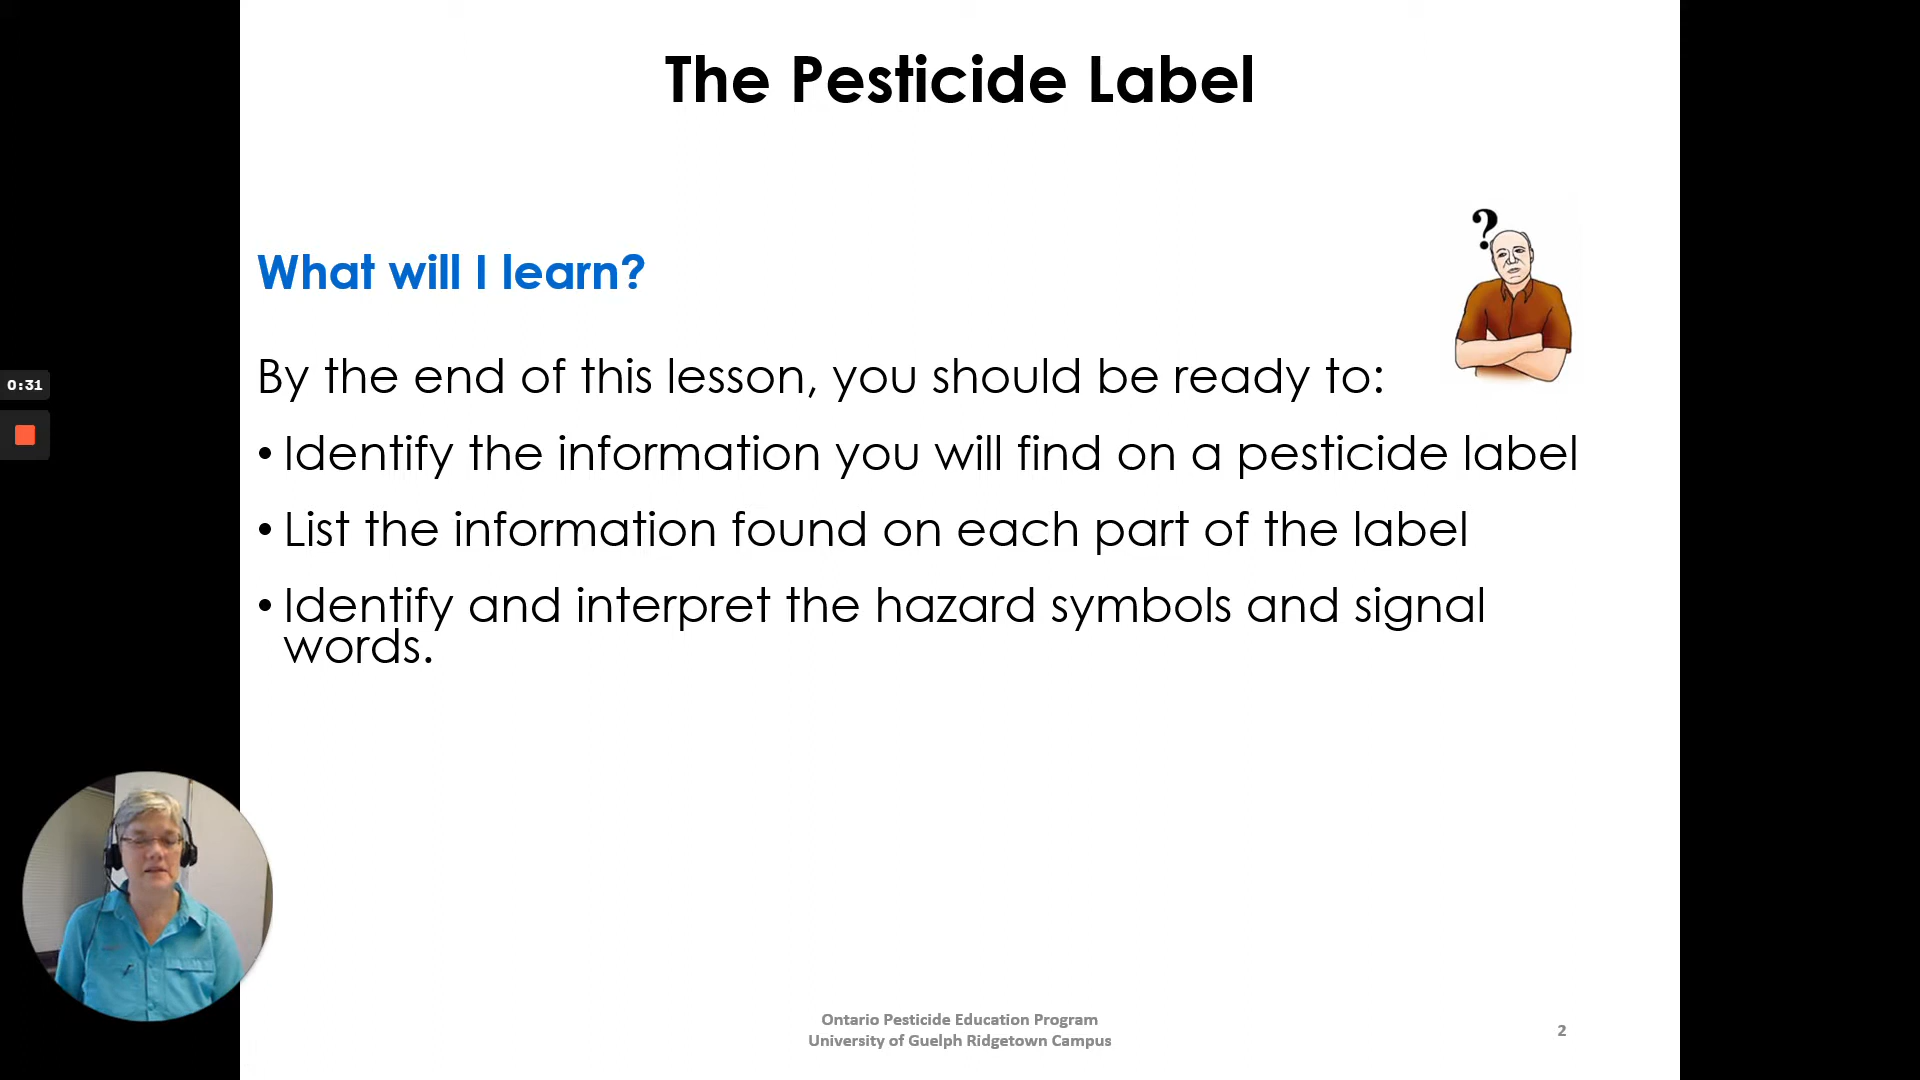 The Pesticide Label
?
What will I learn?
By the end of this lesson, you should be ready to:
0:31
• Identify the information you will find on a pesticide label
• List the information found on each part of the label
• Identify and interpret the hazard symbols and signal
words.
Ontario Pesticide Education Program
University of Guelph Ridgetown Campus
2